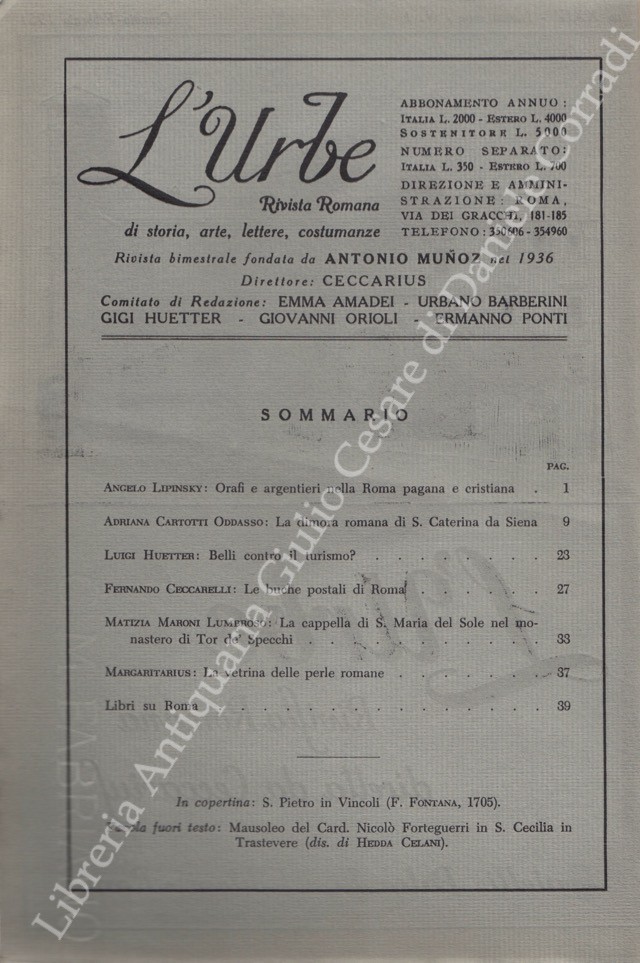 L'Urbe
Rivista Romana
di storia, arte, lettere, costumanze
ABBONAMENTO ANNUO:
ITALIA L. 2000 - ESTERO L. 4000
SOSTENITORE L. 5000
NUMERO SEPARATO:
ITALIA L. 350 - ESTERO L. 700
DIREZIONE E AMMINI-
STRAZIONE: ROMA,
VIA DEI GRACCHI, 181-185
TELEFONO: 350606 - 354960
Rivista bimestrale fondata da ANTONIO MUÑOZ nel 1936
Direttore: CECCARIUS
Comitato di Redazione: EMMA AMADEI - URBANO BARBERINI
GIGI HUETTER - GIOVANNI ORIOLI - ERMANNO PONTI
SOMMARIO
PAG.
ANGELO LIPINSKY: Orafi e argentieri nella Roma pagana e cristiana . 1
ADRIANA CARTOTTI ODDASSO: La dimora romana di S. Caterina da Siena 9
LUIGI HUETTER: Belli contro il turismo? . . . . . . . . 23
FERNANDO CECCARELLI: Le buche postali di Roma . . . . . . 27
MATIZIA MARONI LUMBROSO: La cappella di S. Maria del Sole nel mo-
nastero di Tor de' Specchi . . . . . . . . . . . 33
MARGARITARIUS: La vetrina delle perle romane . . . . . . . 37
Libri su Roma . . . . . . . . . . . . . . . 39
In copertina: S. Pietro in Vincoli (F. FONTANA, 1705).
Tavola fuori testo: Mausoleo del Card. Nicolò Forteguerri in S. Cecilia in
Trastevere (dis. di HEDDA CELANI).
Libreria Antiquaria Giulio Cesare di Daniele Corradi